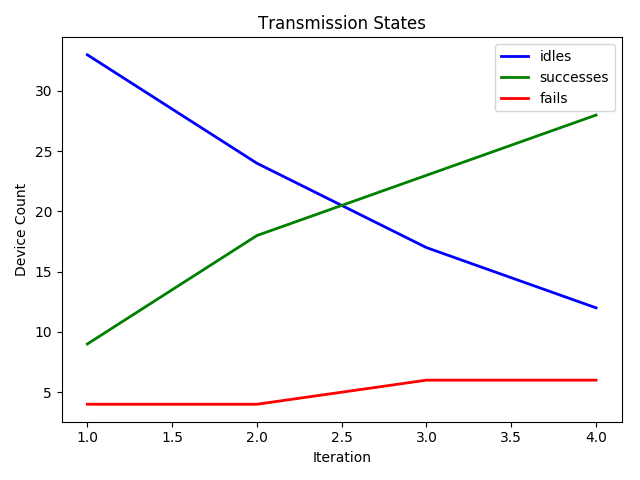 Transmission States
idles
successes
fails
Device Count
30
25
20
15
10
5
1.0 1.5 2.0 2.5 3.0 3.5 4.0
Iteration